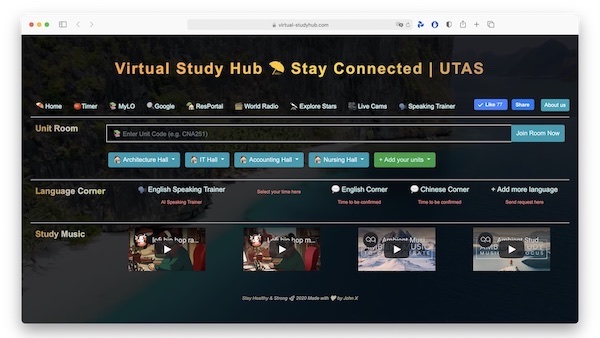 virtual-studyhub.com
Virtual Study Hub ⛱ Stay Connected | UTAS
Home Timer MyLO Google ResPortal World Radio Explore Stars Live Cams Speaking Trainer Like 77 Share About us
Unit Room
Enter Unit Code (e.g. CNA251) Join Room Now
Architecture Hall IT Hall Accounting Hall Nursing Hall + Add your units
Language Corner
English Speaking Trainer Select your time here English Corner Chinese Corner + Add more language
AI Speaking Trainer Time to be confirmed Time to be confirmed Send request here
Study Music
lofi hip hop ra... Ambient Musi Ambient Stud
Stay Healthy & Strong 🚀 2020 Made with 🤍 by John.X